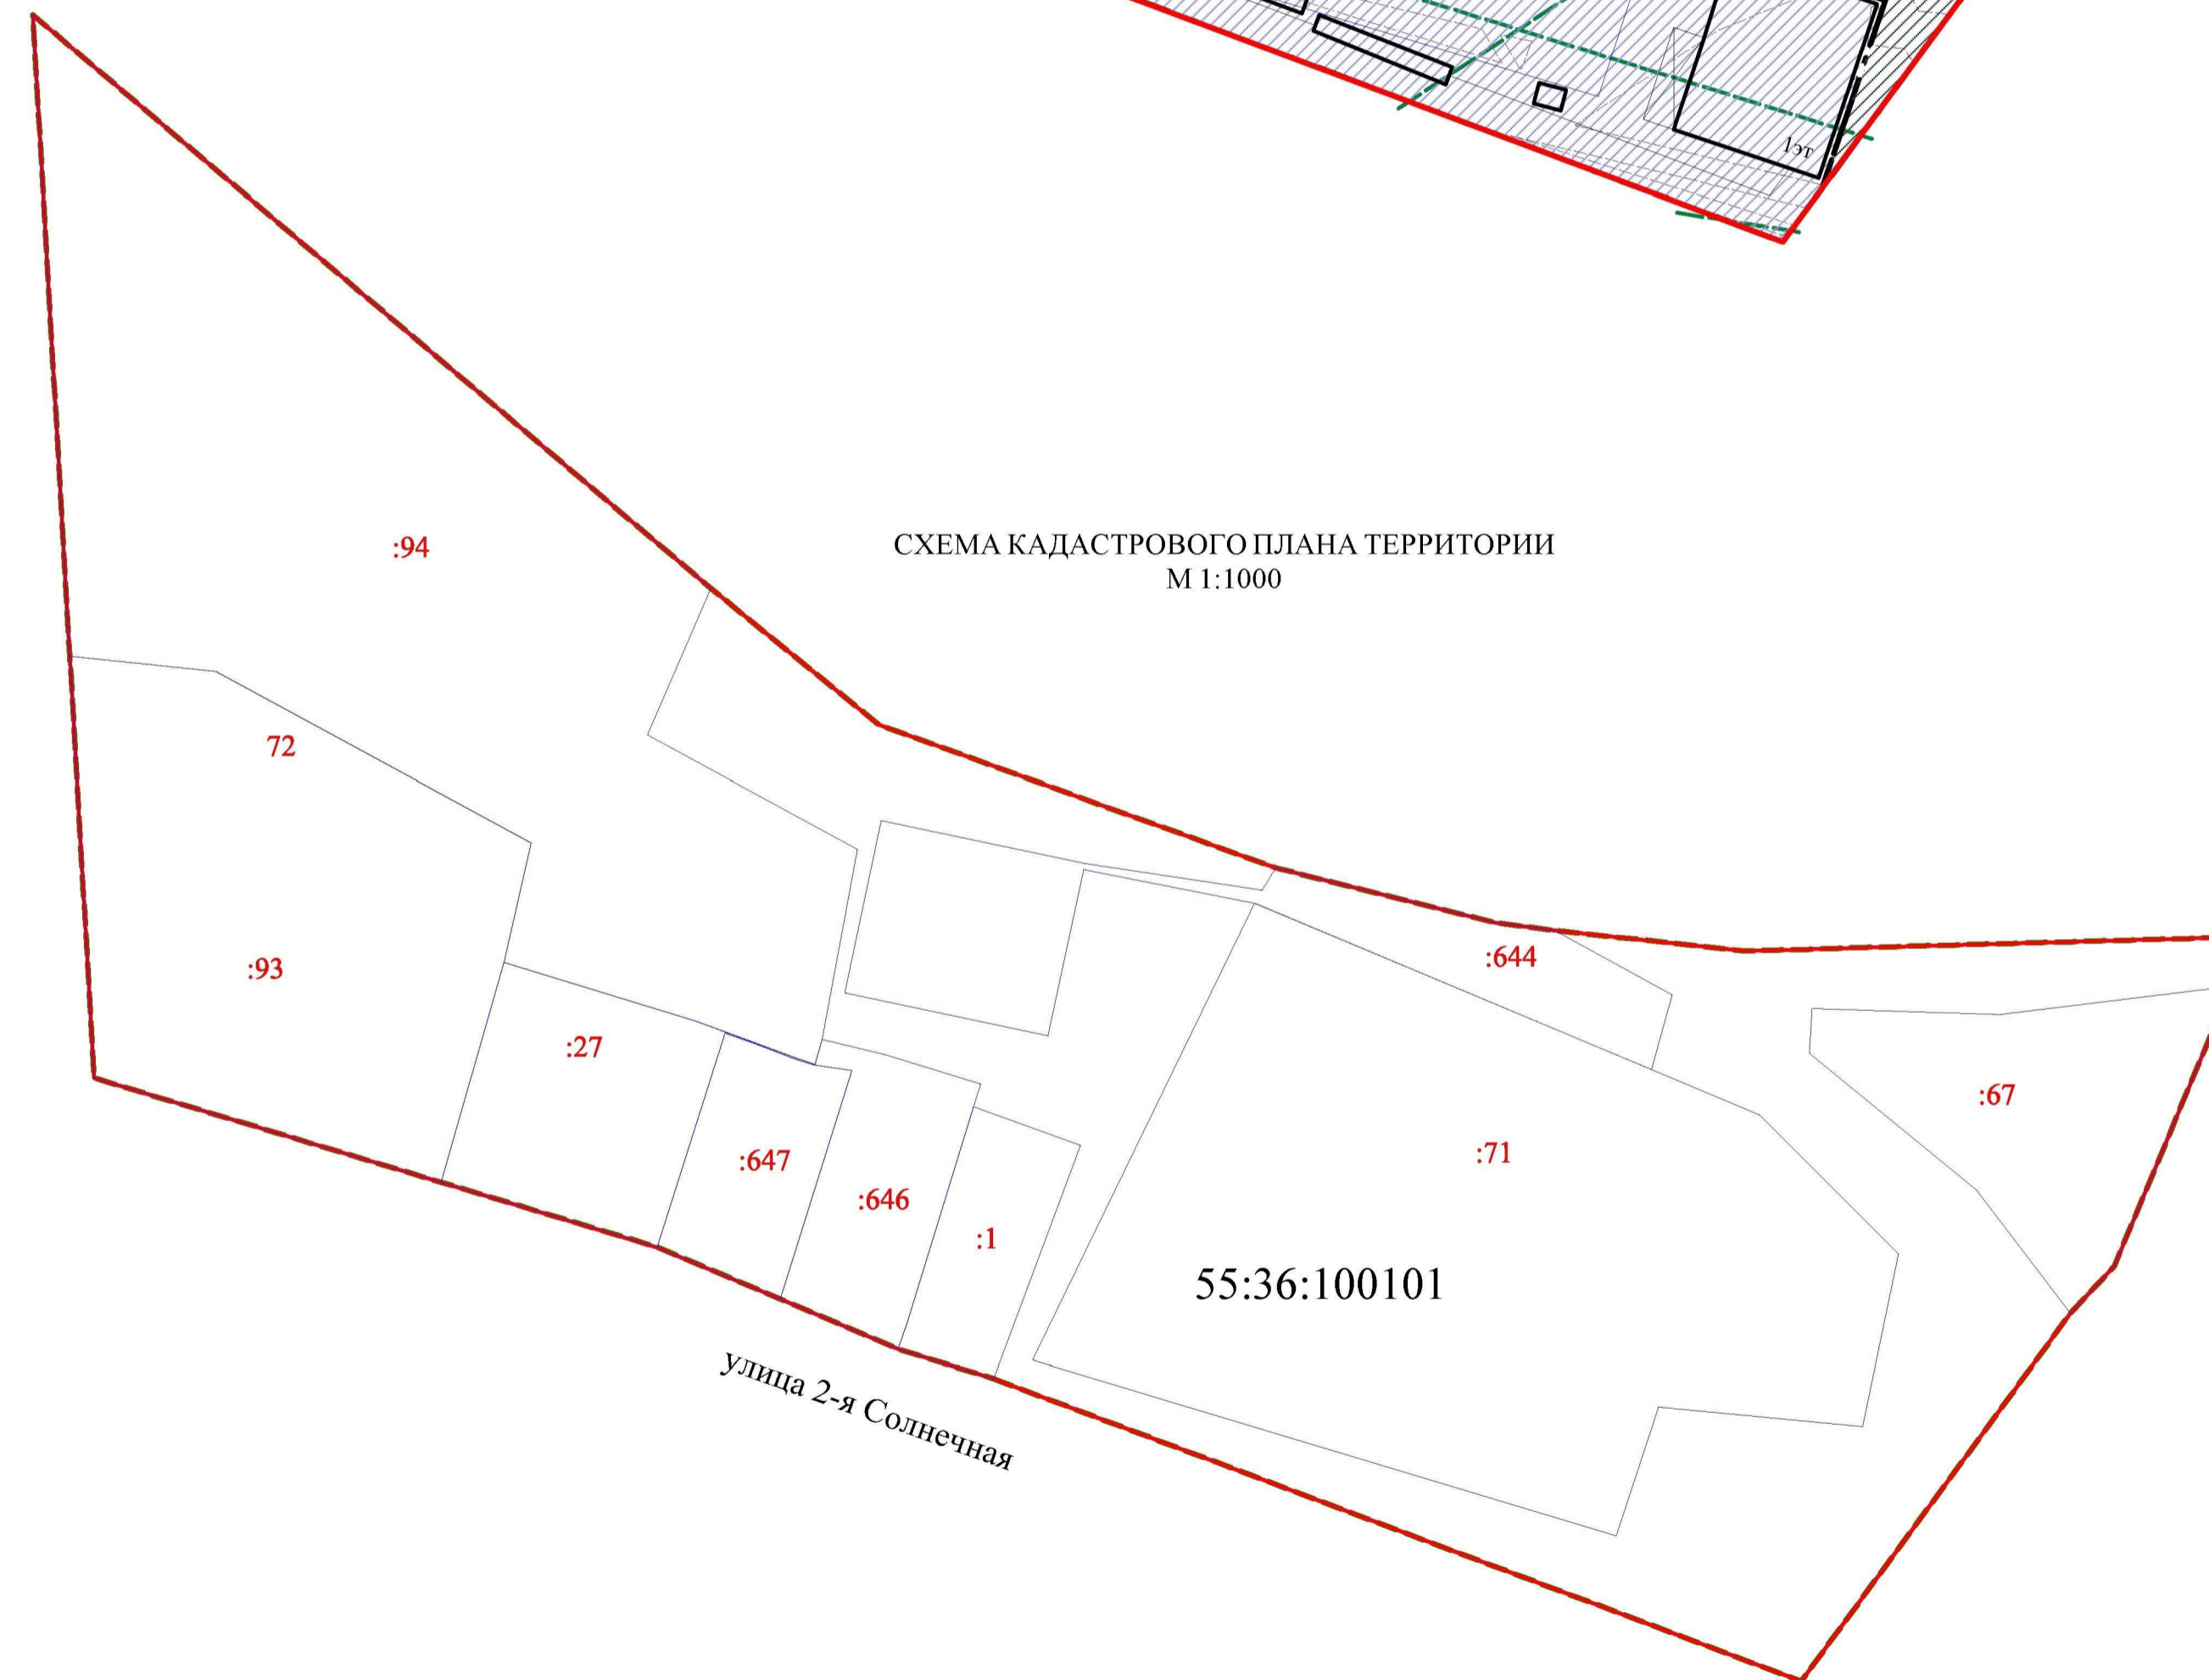 1эт
СХЕМА КАДАСТРОВОГО ПЛАНА ТЕРРИТОРИИ
М 1:1000
:94
72
:93
:644
:27
:67
:71
:647
:646
:1
55:36:100101
улица 2-я Солнечная